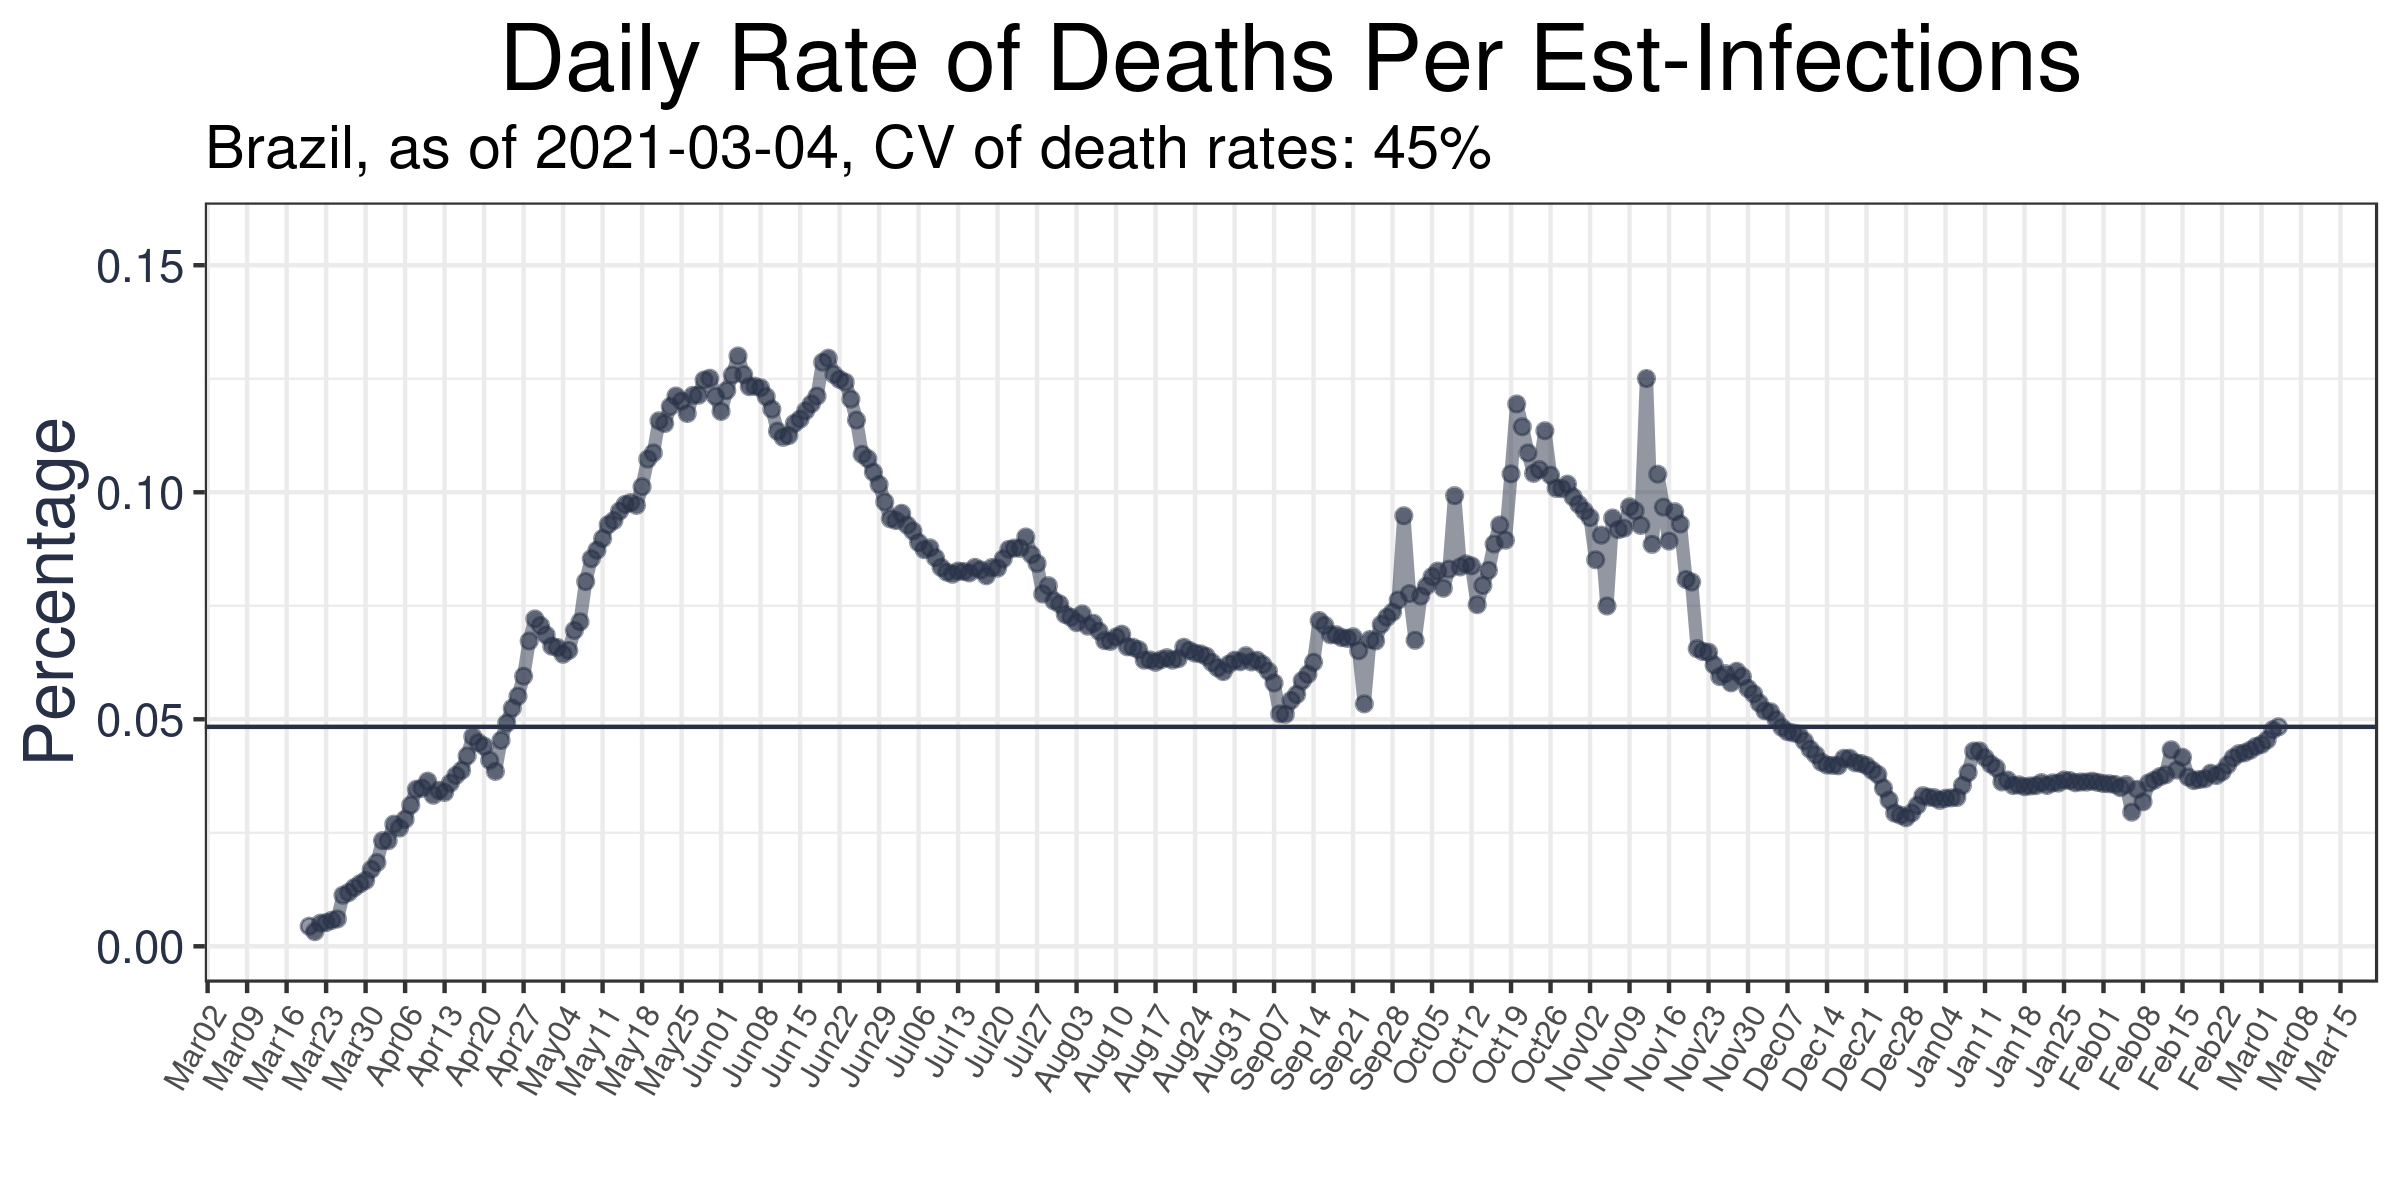 Daily Rate of Deaths Per Est-Infections
Brazil, as of 2021-03-04, CV of death rates: 45%
Percentage
0.15
0.10
0.05
0.00
Mar02
Mar09
Mar16
Mar23
Mar30
Apr06
Apr13
Apr20
Apr27
May04
May11
May18
May25
Jun01
Jun08
Jun15
Jun22
Jun29
Jul06
Jul13
Jul20
Jul27
Aug03
Aug10
Aug17
Aug24
Aug31
Sep07
Sep14
Sep21
Sep28
Oct05
Oct12
Oct19
Oct26
Nov02
Nov09
Nov16
Nov23
Nov30
Dec07
Dec14
Dec21
Dec28
Jan04
Jan11
Jan18
Jan25
Feb01
Feb08
Feb15
Feb22
Mar01
Mar08
Mar15